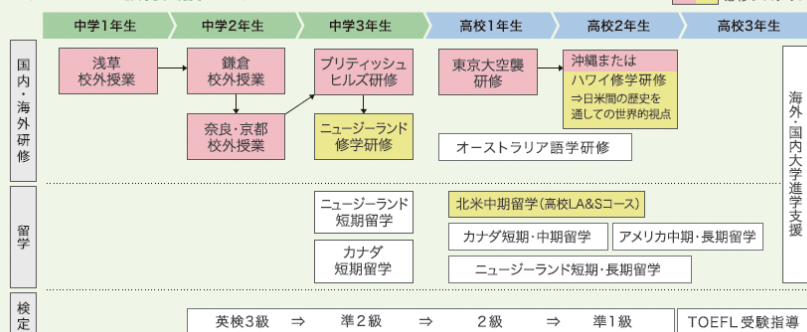 中学1年生
中学2年生
中学3年生
高校1年生
高校2年生
高校3年生
国内・海外研修
浅草
校外授業
鎌倉
校外授業
奈良・京都
校外授業
ブリティッシュ
ヒルズ研修
ニュージーランド
修学研修
東京大空襲
研修
沖縄または
ハワイ修学研修
⇒日米間の歴史を
通しての世界的視点
オーストラリア語学研修
海外・国内大学進学支援
留学
ニュージーランド
短期留学
カナダ
短期留学
北米中期留学(高校LA&Sコース)
カナダ短期・中期留学
アメリカ中期・長期留学
ニュージーランド短期・長期留学
検定
英検3級 ⇒ 準2級 ⇒ 2級 ⇒ 準1級
TOEFL受験指導